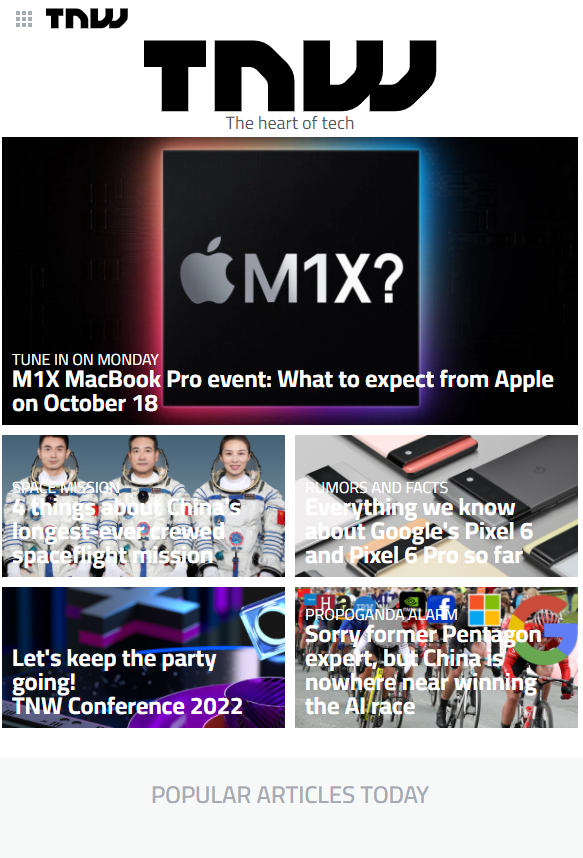 TNW
TNW
The heart of tech
M1X?
TUNE IN ON MONDAY
M1X MacBook Pro event: What to expect from Apple
on October 18
SPACE MISSION
4 things about China's
longest-ever crewed
spaceflight mission
RUMORS AND FACTS
Everything we know
about Google's Pixel 6
and Pixel 6 Pro so far
Let's keep the party
going!
TNW Conference 2022
PROPOGANDA ALARM
Sorry former Pentagon
expert, but China is
nowhere near winning
the AI race
POPULAR ARTICLES TODAY